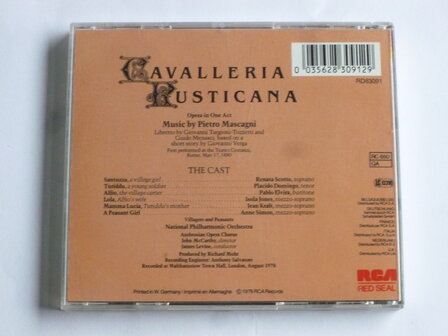 0 035628 309129
RD83091
CAVALLERIA
RUSTICANA
Opera in One Act
Music by Pietro Mascagni
Libretto by Giovanni Targioni-Tozzetti and
Guido Menasci, based on a
short story by Giovanni Verga
First performed at the Teatro Costanzi,
Rome, May 17, 1890
THE CAST
Santuzza, a village girl Renata Scotto, soprano
Turiddu, a young soldier Placido Domingo, tenor
Alfio, the village carter Pablo Elvira, baritone
Lola, Alfio's wife Isola Jones, mezzo-soprano
Mamma Lucia, Turiddu's mother Jean Kraft, mezzo-soprano
A Peasant Girl Anne Simon, mezzo-soprano
Villagers and Peasants
National Philharmonic Orchestra
Ambrosian Opera Chorus
John McCarthy, director
James Levine, conductor
Produced by Richard Mohr
Recording Engineer: Anthony Salvatore
Recorded at Walthamstow Town Hall, London, August 1978
Printed in W. Germany / Imprimé en Allemagne © 1979 RCA Records
RCA
RED SEAL